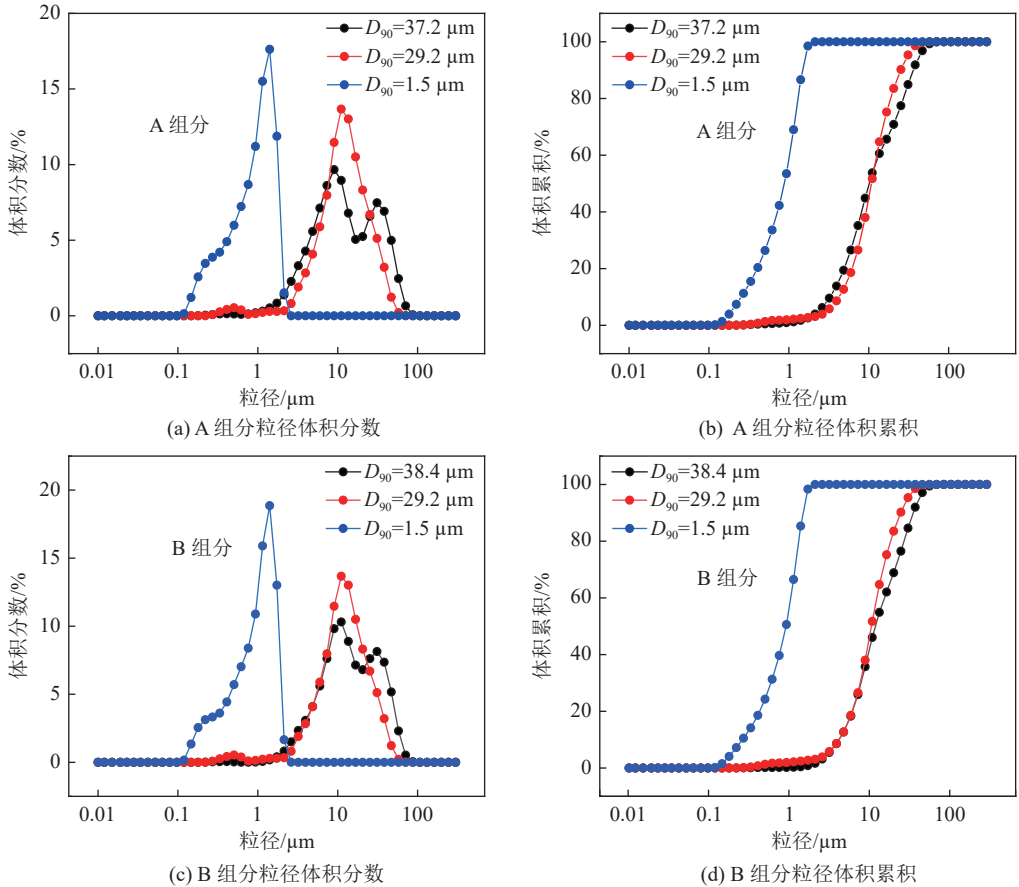 20
15
10
5
0
体积分数/%
D90=37.2 μm
D90=29.2 μm
D90=1.5 μm
A 组分
0.01 0.1 1 10 100
粒径/μm
(a) A 组分粒径体积分数
100
80
60
40
20
0
体积累积/%
D90=37.2 μm
D90=29.2 μm
D90=1.5 μm
A 组分
0.01 0.1 1 10 100
粒径/μm
(b) A 组分粒径体积累积
20
15
10
5
0
体积分数/%
D90=38.4 μm
D90=29.2 μm
D90=1.5 μm
B 组分
0.01 0.1 1 10 100
粒径/μm
(c) B 组分粒径体积分数
100
80
60
40
20
0
体积累积/%
D90=38.4 μm
D90=29.2 μm
D90=1.5 μm
B 组分
0.01 0.1 1 10 100
粒径/μm
(d) B 组分粒径体积累积